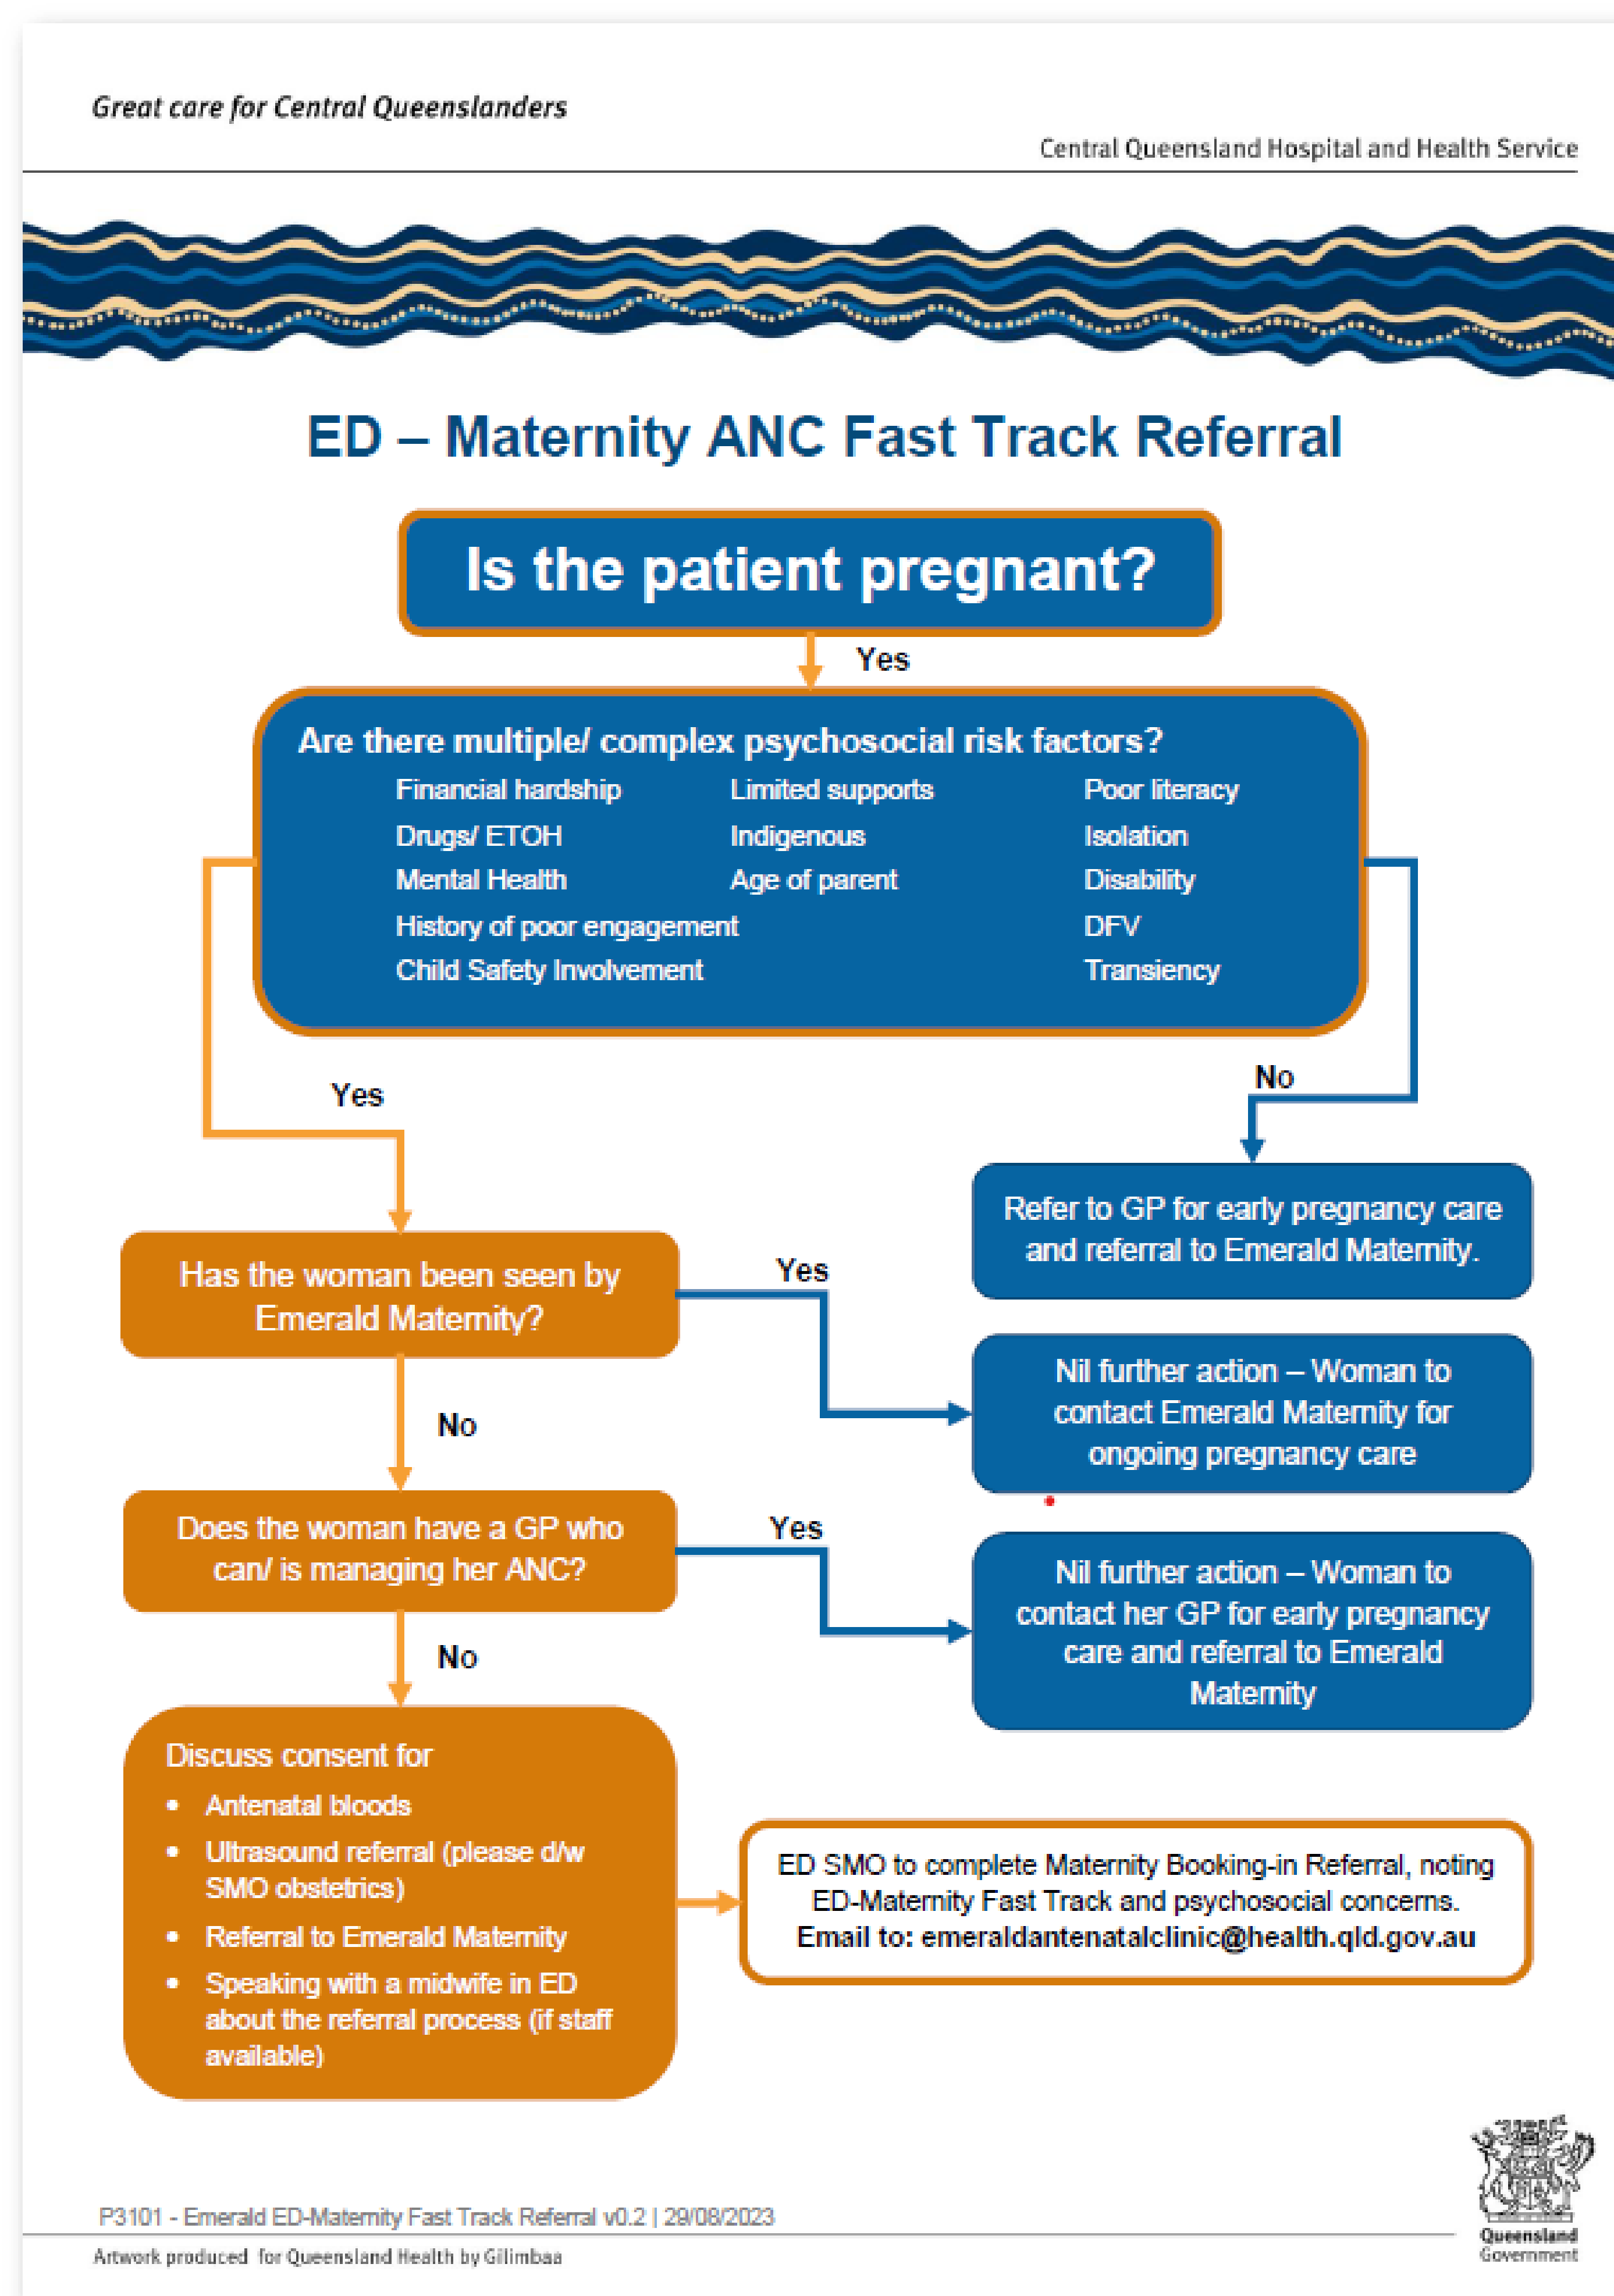 Great care for Central Queenslanders
Central Queensland Hospital and Health Service
ED – Maternity ANC Fast Track Referral
Is the patient pregnant?
Yes
Are there multiple/ complex psychosocial risk factors?
Financial hardship Limited supports Poor literacy
Drugs/ ETOH Indigenous Isolation
Mental Health Age of parent Disability
History of poor engagement DFV
Child Safety Involvement Transiency
Yes
No
Refer to GP for early pregnancy care
and referral to Emerald Maternity.
Has the woman been seen by
Emerald Maternity?
Yes
Nil further action – Woman to
contact Emerald Maternity for
ongoing pregnancy care
No
Does the woman have a GP who
can/ is managing her ANC?
Yes
Nil further action – Woman to
contact her GP for early pregnancy
care and referral to Emerald
Maternity
No
Discuss consent for
• Antenatal bloods
• Ultrasound referral (please d/w
SMO obstetrics)
• Referral to Emerald Maternity
• Speaking with a midwife in ED
about the referral process (if staff
available)
ED SMO to complete Maternity Booking-in Referral, noting
ED-Maternity Fast Track and psychosocial concerns.
Email to: emeraldantenatalclinic@health.qld.gov.au
P3101 - Emerald ED-Maternity Fast Track Referral v0.2 | 29/08/2023
Artwork produced for Queensland Health by Gilimbaa
Queensland
Government